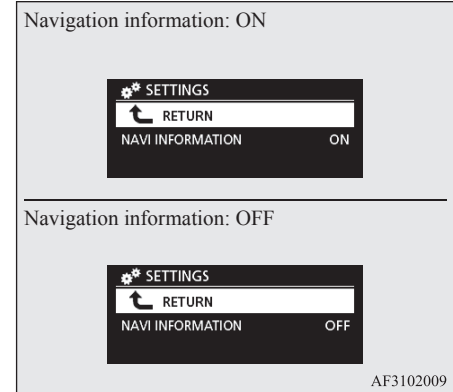 Navigation information: ON
SETTINGS
RETURN
NAVI INFORMATION ON
Navigation information: OFF
SETTINGS
RETURN
NAVI INFORMATION OFF
AF3102009